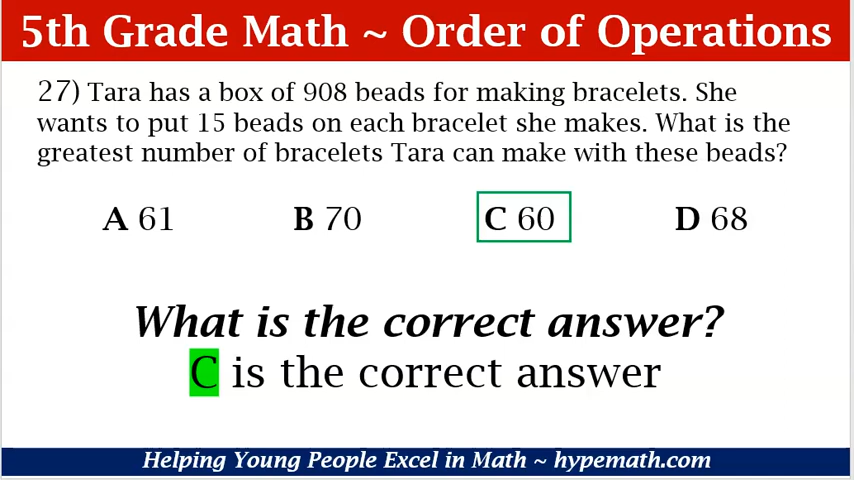 5th Grade Math ~ Order of Operations
27) Tara has a box of 908 beads for making bracelets. She
wants to put 15 beads on each bracelet she makes. What is the
greatest number of bracelets Tara can make with these beads?
A 61 B 70 C 60 D 68
What is the correct answer?
C is the correct answer
Helping Young People Excel in Math ~ hypemath.com